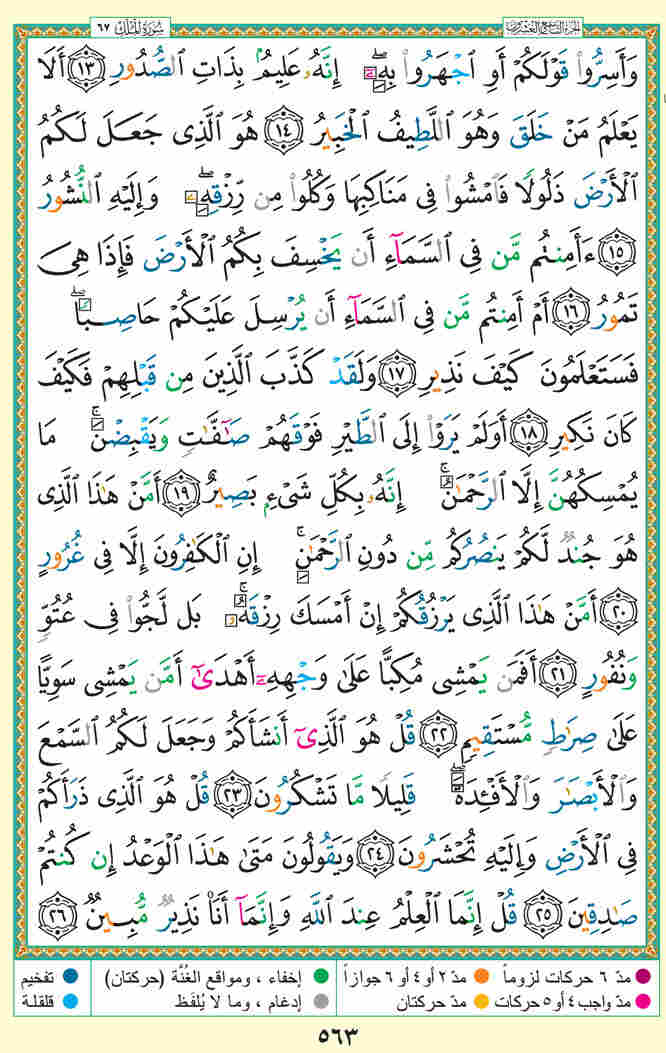 الجزء التاسع والعشرون
سُورَةُ المُلْك ٦٧
وَأَسِرُّواْ قَوْلَكُمْ أَوِ ٱجْهَرُواْ بِهِۦٓۖ إِنَّهُۥ عَلِيمُۢ بِذَاتِ ٱلصُّدُورِ ۝١٣ أَلَا
يَعْلَمُ مَنْ خَلَقَ وَهُوَ ٱللَّطِيفُ ٱلْخَبِيرُ ۝١٤ هُوَ ٱلَّذِى جَعَلَ لَكُمُ
ٱلْأَرْضَ ذَلُولًا فَٱمْشُواْ فِى مَنَاكِبِهَا وَكُلُواْ مِن رِّزْقِهِۦۖ وَإِلَيْهِ ٱلنُّشُورُ
۝١٥ ءَأَمِنتُم مَّن فِى ٱلسَّمَآءِ أَن يَخْسِفَ بِكُمُ ٱلْأَرْضَ فَإِذَا هِىَ
تَمُورُ ۝١٦ أَمْ أَمِنتُم مَّن فِى ٱلسَّمَآءِ أَن يُرْسِلَ عَلَيْكُمْ حَاصِبًاۖ
فَسَتَعْلَمُونَ كَيْفَ نَذِيرِ ۝١٧ وَلَقَدْ كَذَّبَ ٱلَّذِينَ مِن قَبْلِهِمْ فَكَيْفَ
كَانَ نَكِيرِ ۝١٨ أَوَلَمْ يَرَوْاْ إِلَى ٱلطَّيْرِ فَوْقَهُمْ صَٰٓفَّٰتٍ وَيَقْبِضْنَۚ مَا
يُمْسِكُهُنَّ إِلَّا ٱلرَّحْمَٰنُۚ إِنَّهُۥ بِكُلِّ شَىْءِۭ بَصِيرٌ ۝١٩ أَمَّنْ هَٰذَا ٱلَّذِى
هُوَ جُندٌ لَّكُمْ يَنصُرُكُم مِّن دُونِ ٱلرَّحْمَٰنِۚ إِنِ ٱلْكَٰفِرُونَ إِلَّا فِى غُرُورٍ
۝٢٠ أَمَّنْ هَٰذَا ٱلَّذِى يَرْزُقُكُمْ إِنْ أَمْسَكَ رِزْقَهُۥۚ بَل لَّجُّواْ فِى عُتُوٍّ
وَنُفُورٍ ۝٢١ أَفَمَن يَمْشِى مُكِبًّا عَلَىٰ وَجْهِهِۦٓ أَهْدَىٰٓ أَمَّن يَمْشِى سَوِيًّا
عَلَىٰ صِرَٰطٍ مُّسْتَقِيمٍ ۝٢٢ قُلْ هُوَ ٱلَّذِىٓ أَنشَأَكُمْ وَجَعَلَ لَكُمُ ٱلسَّمْعَ
وَٱلْأَبْصَٰرَ وَٱلْأَفْـِٔدَةَۖ قَلِيلًا مَّا تَشْكُرُونَ ۝٢٣ قُلْ هُوَ ٱلَّذِى ذَرَأَكُمْ
فِى ٱلْأَرْضِ وَإِلَيْهِ تُحْشَرُونَ ۝٢٤ وَيَقُولُونَ مَتَىٰ هَٰذَا ٱلْوَعْدُ إِن كُنتُمْ
صَٰدِقِينَ ۝٢٥ قُلْ إِنَّمَا ٱلْعِلْمُ عِندَ ٱللَّهِ وَإِنَّمَآ أَنَا۠ نَذِيرٌ مُّبِينٌ ۝٢٦
مدّ ٦ حركات لزوماً مدّ ٢ أو ٤ أو ٦ جوازاً إخفاء ، ومواقع الغُنَّة (حركتان) تفخيم
مدّ واجب ٤ أو ٥ حركات مدّ حركتان إدغام ، وما لا يُلفَظ قلقلة
٥٦٣